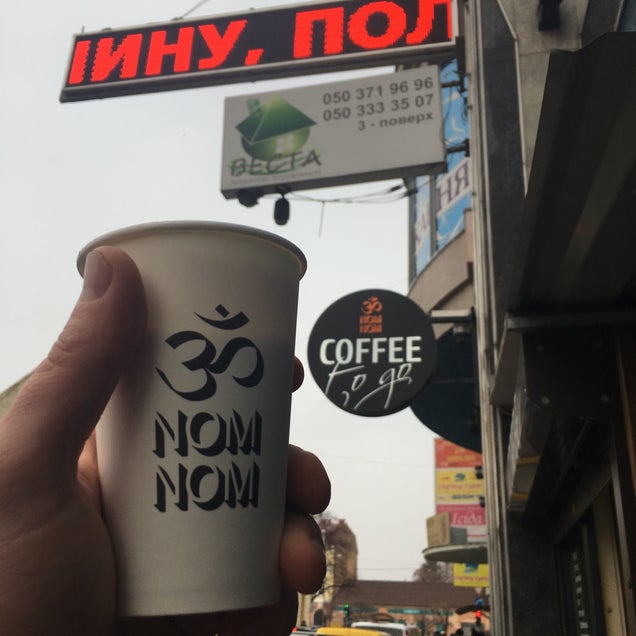 ИНУ, ПОЛ
050 371 96 96
050 333 35 07
3 - поверх
ВЕСТА
ॐ
NOM
NOM
COFFEE
To go
ॐ
NOM
NOM
Ісіда